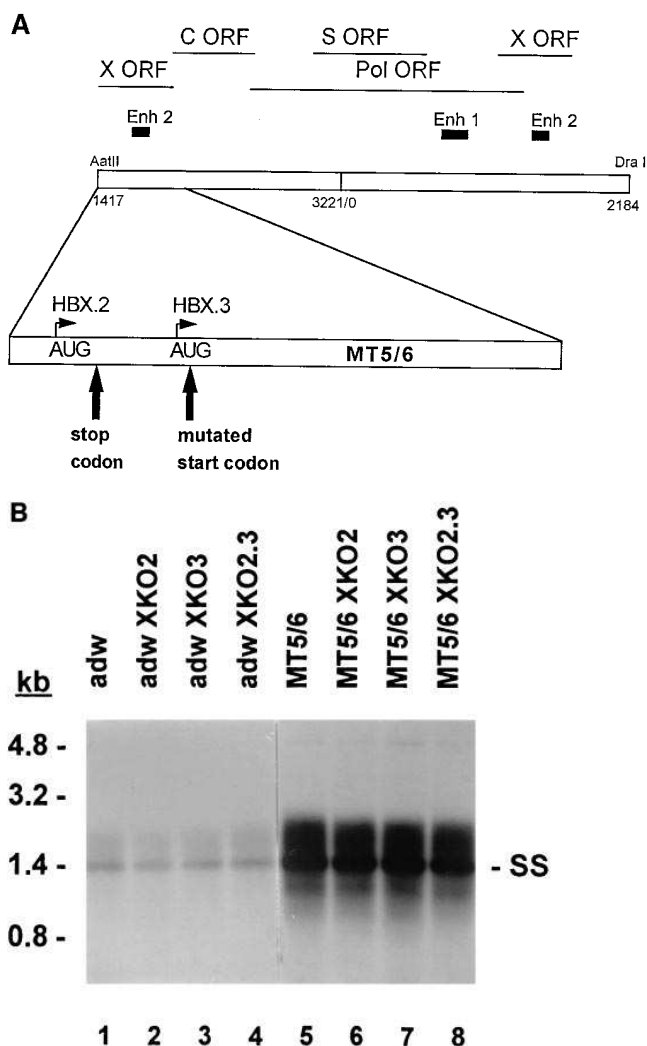 A
C ORF S ORF X ORF
X ORF Pol ORF
Enh 2 Enh 1 Enh 2
AatII Dra I
1417 3221/0 2184
HBX.2 HBX.3
AUG AUG MT5/6
stop codon
mutated start codon
B
adw
adw XKO2
adw XKO3
adw XKO2.3
MT5/6
MT5/6 XKO2
MT5/6 XKO3
MT5/6 XKO2.3
kb
4.8 -
3.2 -
1.4 - - SS
0.8 -
1 2 3 4 5 6 7 8